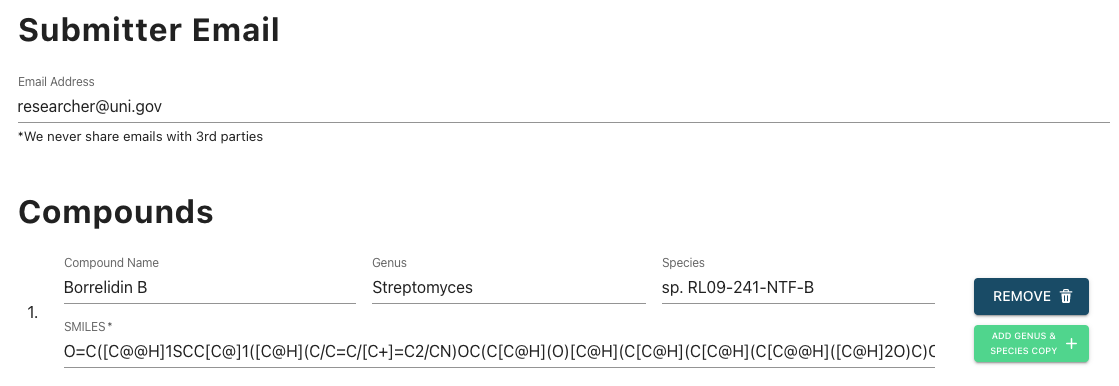 Submitter Email
Email Address
researcher@uni.gov
*We never share emails with 3rd parties
Compounds
Compound Name Genus Species
Borrelidin B Streptomyces sp. RL09-241-NTF-B
1.
REMOVE
SMILES*
O=C([C@@H]1SCC[C@]1([C@H](C/C=C/[C+]=C2/CN)OC(C[C@H](O)[C@H](C[C@H](C[C@H](C[C@@H]([C@H]2O)C)C
ADD GENUS &
SPECIES COPY